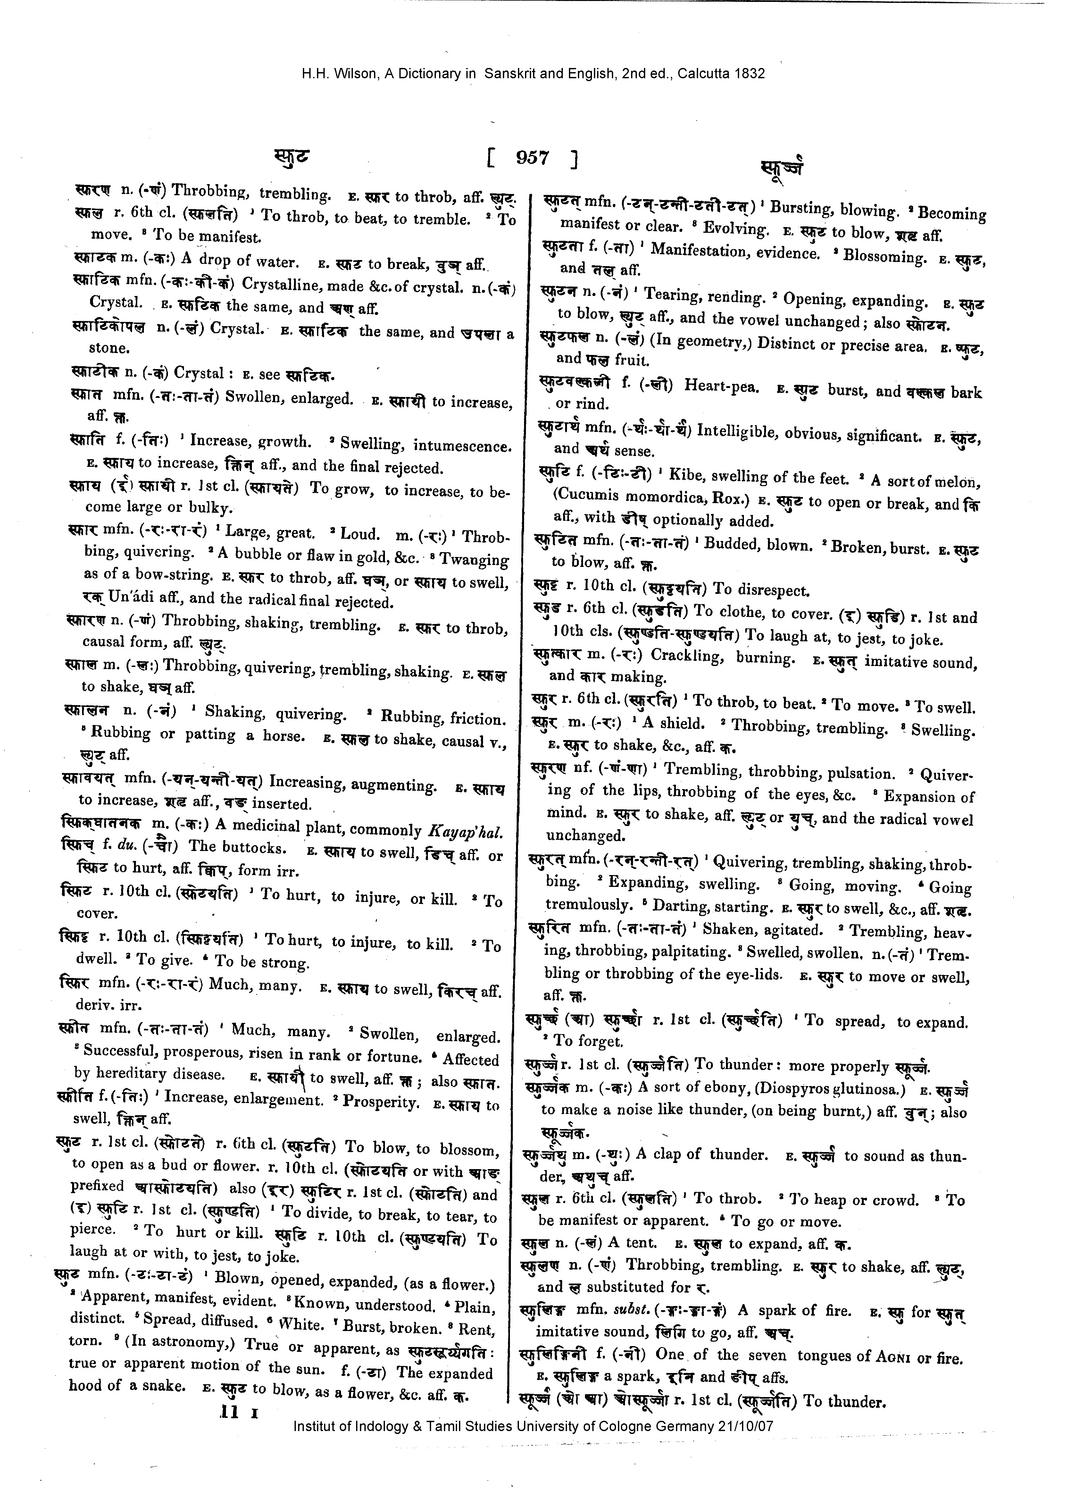 H.H. Wilson, A Dictionary in Sanskrit and English, 2nd ed., Calcutta 1832
स्फुट [ 957 ] स्फूर्ज्ज
स्फरण n. (-णं) Throbbing, trembling. E. स्फर to throb, aff. ल्युट्.
स्फल r. 6th cl. (स्फलति) ¹ To throb, to beat, to tremble. ² To
move. ³ To be manifest.
स्फाटक m. (-कः) A drop of water. E. स्फट to break, वुञ् aff.
स्फाटिक mfn. (-कः-की-कं) Crystalline, made &c. of crystal. n. (-कं)
Crystal. E. स्फटिक the same, and अण् aff.
स्फाटिकोपल n. (-लं) Crystal. E. स्फाटिक the same, and उपला a
stone.
स्फाटीक n. (-कं) Crystal : E. see स्फटिक.
स्फात mfn. (-तः-ता-तं) Swollen, enlarged. E. स्फायी to increase,
aff. क्त.
स्फाति f. (-तिः) ¹ Increase, growth. ² Swelling, intumescence.
E. स्फाय to increase, क्तिन् aff., and the final rejected.
स्फाय (ई) स्फायी r. 1st cl. (स्फायते) To grow, to increase, to be-
come large or bulky.
स्फार mfn. (-रः-रा-रं) ¹ Large, great. ² Loud. m. (-रः) ¹ Throb-
bing, quivering. ² A bubble or flaw in gold, &c. ³ Twanging
as of a bow-string. E. स्फर to throb, aff. घञ्, or स्फाय to swell,
रक् Un'ádi aff., and the radical final rejected.
स्फारण n. (-णं) Throbbing, shaking, trembling. E. स्फर to throb,
causal form, aff. ल्युट्.
स्फाल m. (-लः) Throbbing, quivering, trembling, shaking. E. स्फल
to shake, घञ् aff.
स्फालन n. (-नं) ¹ Shaking, quivering. ² Rubbing, friction.
³ Rubbing or patting a horse. E. स्फल to shake, causal v.,
ल्युट् aff.
स्फावयत् mfn. (-यन्-यन्ती-यत्) Increasing, augmenting. E. स्फाय
to increase, शतृ aff., वङ् inserted.
स्फिक्घातनक m. (-कः) A medicinal plant, commonly Kayap'hal.
स्फिच् f. du. (-चौ) The buttocks. E. स्फाय to swell, डिच् aff. or
स्फिट to hurt, aff. क्विप्, form irr.
स्फिट r. 10th cl. (स्फेटयति) ¹ To hurt, to injure, or kill. ² To
cover.
स्फिट्ट r. 10th cl. (स्फिट्टयति) ¹ To hurt, to injure, to kill. ² To
dwell. ³ To give. ⁴ To be strong.
स्फिर mfn. (-रः-रा-रं) Much, many. E. स्फाय to swell, किरच् aff.
deriv. irr.
स्फीत mfn. (-तः-ता-तं) ¹ Much, many. ² Swollen, enlarged.
³ Successful, prosperous, risen in rank or fortune. ⁴ Affected
by hereditary disease. E. स्फायी to swell, aff. क्त ; also स्फात.
स्फीति f. (-तिः) ¹ Increase, enlargement. ² Prosperity. E. स्फाय to
swell, क्तिन् aff.
स्फुट r. 1st cl. (स्फोटते) r. 6th cl. (स्फुटति) To blow, to blossom,
to open as a bud or flower. r. 10th cl. (स्फोटयति or with आङ्
prefixed आस्फोटयति) also (इर) स्फुटिर r. 1st cl. (स्फोटति) and
(इ) स्फुटि r. 1st cl. (स्फुण्टति) ¹ To divide, to break, to tear, to
pierce. ² To hurt or kill. स्फुटि r. 10th cl. (स्फुण्टयति) To
laugh at or with, to jest, to joke.
स्फुट mfn. (-टः-टा-टं) ¹ Blown, opened, expanded, (as a flower.)
² Apparent, manifest, evident. ³ Known, understood. ⁴ Plain,
distinct. ⁵ Spread, diffused. ⁶ White. ⁷ Burst, broken. ⁸ Rent,
torn. ⁹ (In astronomy,) True or apparent, as स्फुटसूर्य्यगतिः
true or apparent motion of the sun. f. (-टा) The expanded
hood of a snake. E. स्फुट to blow, as a flower, &c. aff. क.
11 I
स्फुटत् mfn. (-टन्-टन्ती-टती-टत्) ¹ Bursting, blowing. ² Becoming
manifest or clear. ³ Evolving. E. स्फुट to blow, शतृ aff.
स्फुटता f. (-ता) ¹ Manifestation, evidence. ² Blossoming. E. स्फुट,
and तल् aff.
स्फुटन n. (-नं) ¹ Tearing, rending. ² Opening, expanding. E. स्फुट
to blow, ल्युट् aff., and the vowel unchanged ; also स्फोटन.
स्फुटफल n. (-लं) (In geometry,) Distinct or precise area. E. स्फुट,
and फल fruit.
स्फुटवल्कली f. (-ली) Heart-pea. E. स्फुट burst, and वल्कल bark
or rind.
स्फुटार्थ mfn. (-र्थः-र्था-र्थं) Intelligible, obvious, significant. E. स्फुट,
and अर्थ sense.
स्फुटि f. (-टिः-टी) ¹ Kibe, swelling of the feet. ² A sort of melon,
(Cucumis momordica, Rox.) E. स्फुट to open or break, and कि
aff., with ङीष् optionally added.
स्फुटित mfn. (-तः-ता-तं) ¹ Budded, blown. ² Broken, burst. E. स्फुट
to blow, aff. क्त.
स्फुट्ट r. 10th cl. (स्फुट्टयति) To disrespect.
स्फुड r. 6th cl. (स्फुडति) To clothe, to cover. (इ) स्फुडि r. 1st and
10th cls. (स्फुण्डति-स्फुण्डयति) To laugh at, to jest, to joke.
स्फुत्कार m. (-रः) Crackling, burning. E. स्फुत् imitative sound,
and कार making.
स्फुर r. 6th cl. (स्फुरति) ¹ To throb, to beat. ² To move. ³ To swell.
स्फुर m. (-रः) ¹ A shield. ² Throbbing, trembling. ³ Swelling.
E. स्फुर to shake, &c., aff. क.
स्फुरण nf. (-णं-णा) ¹ Trembling, throbbing, pulsation. ² Quiver-
ing of the lips, throbbing of the eyes, &c. ³ Expansion of
mind. E. स्फुर to shake, aff. ल्युट् or युच्, and the radical vowel
unchanged.
स्फुरत् mfn. (-रन्-रन्ती-रत्) ¹ Quivering, trembling, shaking, throb-
bing. ² Expanding, swelling. ³ Going, moving. ⁴ Going
tremulously. ⁵ Darting, starting. E. स्फुर to swell, &c., aff. शतृ.
स्फुरित mfn. (-तः-ता-तं) ¹ Shaken, agitated. ² Trembling, heav-
ing, throbbing, palpitating. ³ Swelled, swollen. n. (-तं) ¹ Trem-
bling or throbbing of the eye-lids. E. स्फुर to move or swell,
aff. क्त.
स्फुर्च्छ (आ) स्फुर्च्छा r. 1st cl. (स्फुर्च्छति) ¹ To spread, to expand.
² To forget.
स्फुर्ज्ज r. 1st cl. (स्फुर्ज्जति) To thunder : more properly स्फूर्ज्ज.
स्फुर्ज्जक m. (-कः) A sort of ebony, (Diospyros glutinosa.) E. स्फुर्ज्ज
to make a noise like thunder, (on being burnt,) aff. वुन् ; also
स्फूर्ज्जक.
स्फुर्ज्जथु m. (-थुः) A clap of thunder. E. स्फुर्ज्ज to sound as thun-
der, अथुच् aff.
स्फुल r. 6th cl. (स्फुलति) ¹ To throb. ² To heap or crowd. ³ To
be manifest or apparent. ⁴ To go or move.
स्फुल n. (-लं) A tent. E. स्फुल to expand, aff. क.
स्फुलण n. (-णं) Throbbing, trembling. E. स्फुर to shake, aff. ल्युट्,
and ल substituted for र.
स्फुलिङ्ग mfn. subst. (-ङ्गः-ङ्गा-ङ्गं) A spark of fire. E. स्फु for स्फुत्
imitative sound, लिगि to go, aff. अच्.
स्फुलिङ्गिनी f. (-नी) One of the seven tongues of AGNI or fire.
E. स्फुलिङ्ग a spark, इनि and ङीप् affs.
स्फूर्ज्ज (ओ आ) ओस्फूर्ज्जा r. 1st cl. (स्फूर्ज्जति) To thunder.
Institut of Indology & Tamil Studies University of Cologne Germany 21/10/07